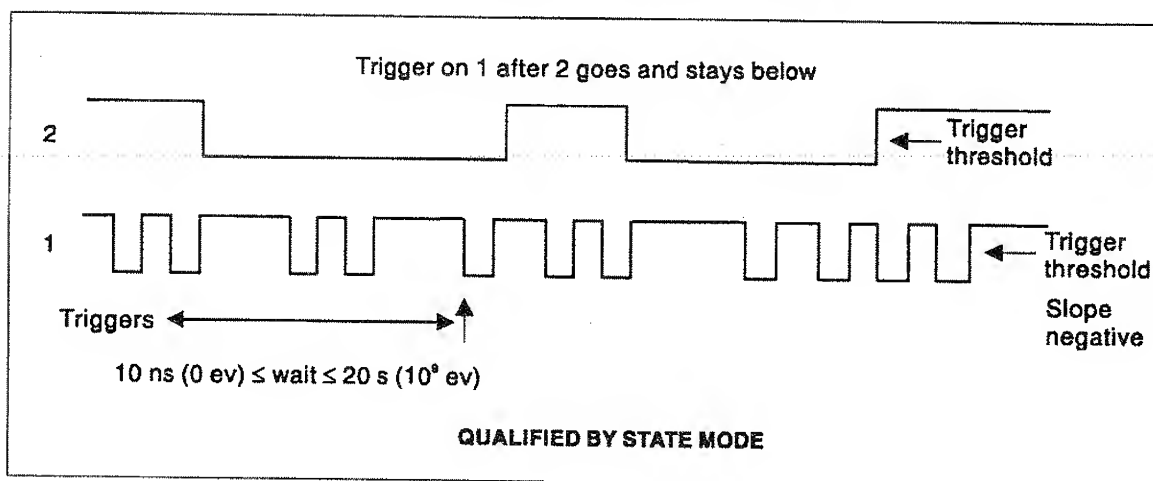 Trigger on 1 after 2 goes and stays below
2
Trigger
threshold
1
Trigger
threshold
Triggers
Slope
negative
10 ns (0 ev) ≤ wait ≤ 20 s (10⁹ ev)
QUALIFIED BY STATE MODE